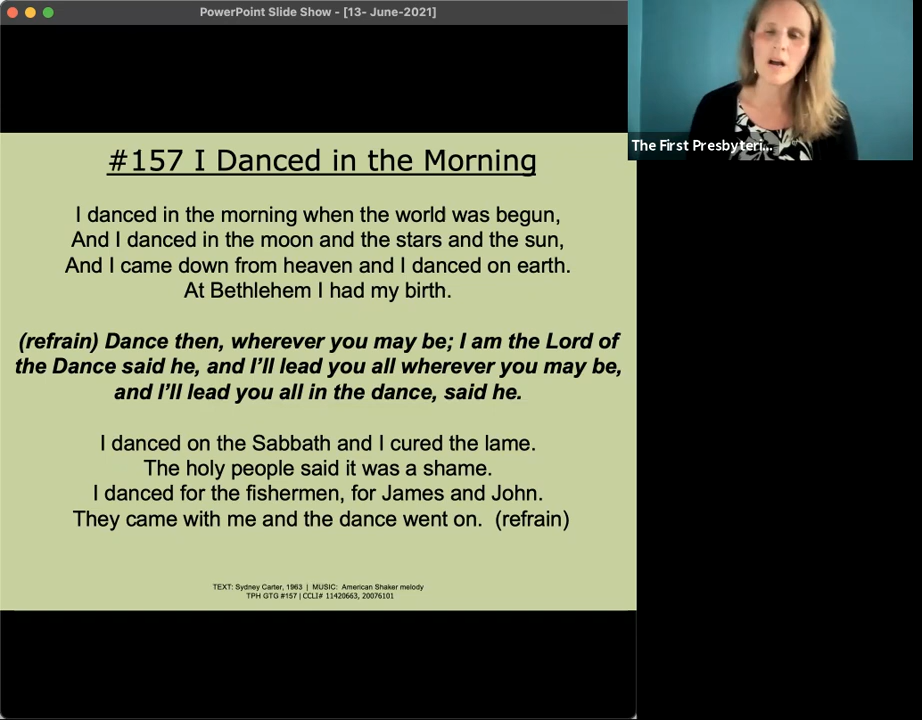 PowerPoint Slide Show - [13- June-2021]
The First Presbyteri...
#157 I Danced in the Morning
I danced in the morning when the world was begun,
And I danced in the moon and the stars and the sun,
And I came down from heaven and I danced on earth.
At Bethlehem I had my birth.
(refrain) Dance then, wherever you may be; I am the Lord of
the Dance said he, and I’ll lead you all wherever you may be,
and I’ll lead you all in the dance, said he.
I danced on the Sabbath and I cured the lame.
The holy people said it was a shame.
I danced for the fishermen, for James and John.
They came with me and the dance went on. (refrain)
TEXT: Sydney Carter, 1963 | MUSIC: American Shaker melody
TPH GTG #157 | CCLI# 11420663, 20076101